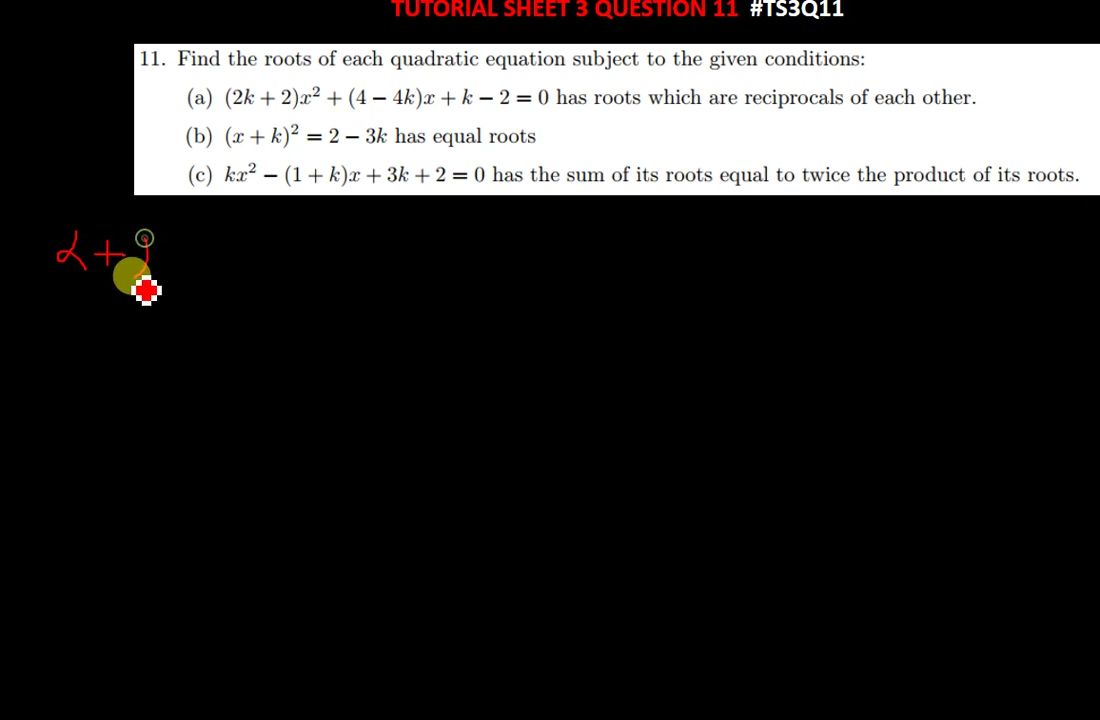 TUTORIAL SHEET 3 QUESTION 11 #TS3Q11
11. Find the roots of each quadratic equation subject to the given conditions:
(a) (2k + 2)x² + (4 − 4k)x + k − 2 = 0 has roots which are reciprocals of each other.
(b) (x + k)² = 2 − 3k has equal roots
(c) kx² − (1 + k)x + 3k + 2 = 0 has the sum of its roots equal to twice the product of its roots.
α +